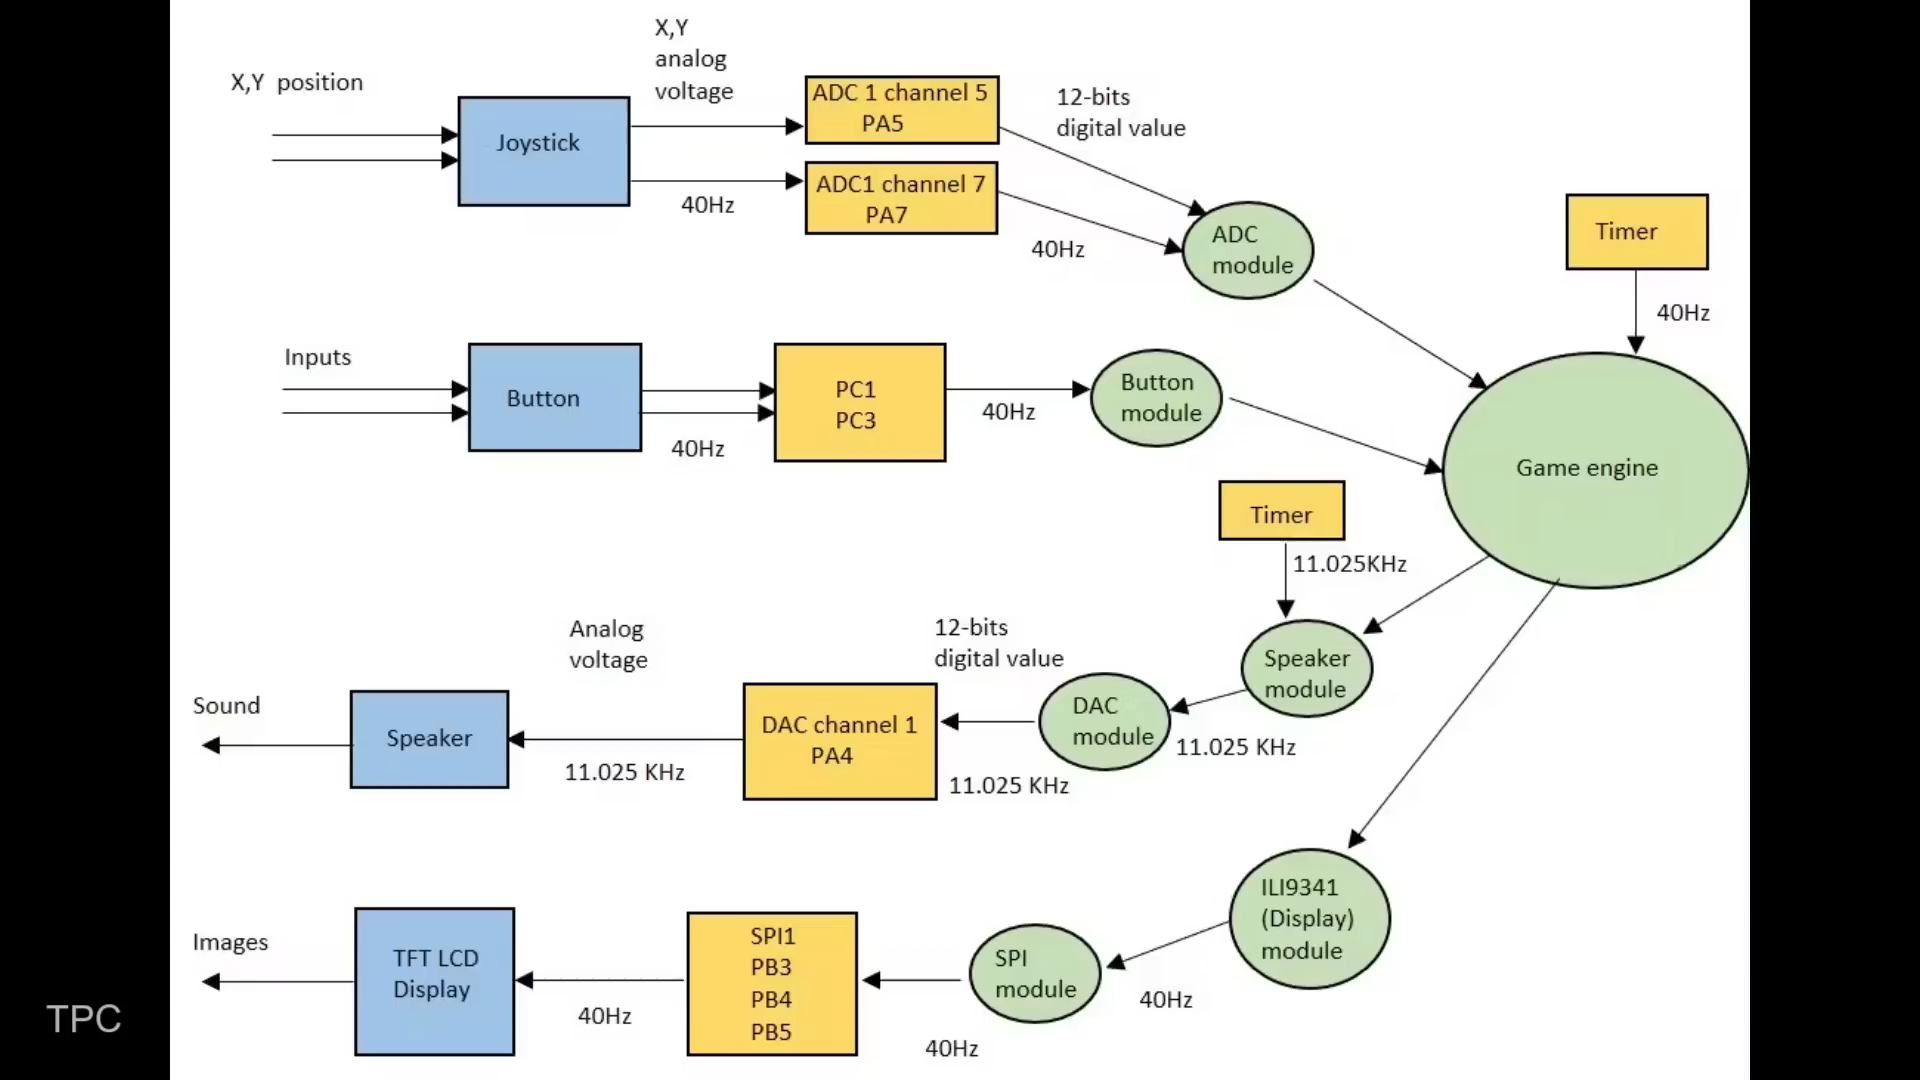 X,Y position
X,Y
analog
voltage
Joystick
ADC 1 channel 5
PA5
12-bits
digital value
ADC1 channel 7
PA7
40Hz
40Hz
ADC
module
Timer
40Hz
Inputs
Button
PC1
PC3
40Hz
40Hz
Button
module
Game engine
Timer
11.025KHz
Speaker
module
Sound
Speaker
Analog
voltage
11.025 KHz
DAC channel 1
PA4
12-bits
digital value
11.025 KHz
DAC
module
11.025 KHz
Images
TFT LCD
Display
40Hz
SPI1
PB3
PB4
PB5
40Hz
SPI
module
40Hz
ILI9341
(Display)
module
TPC